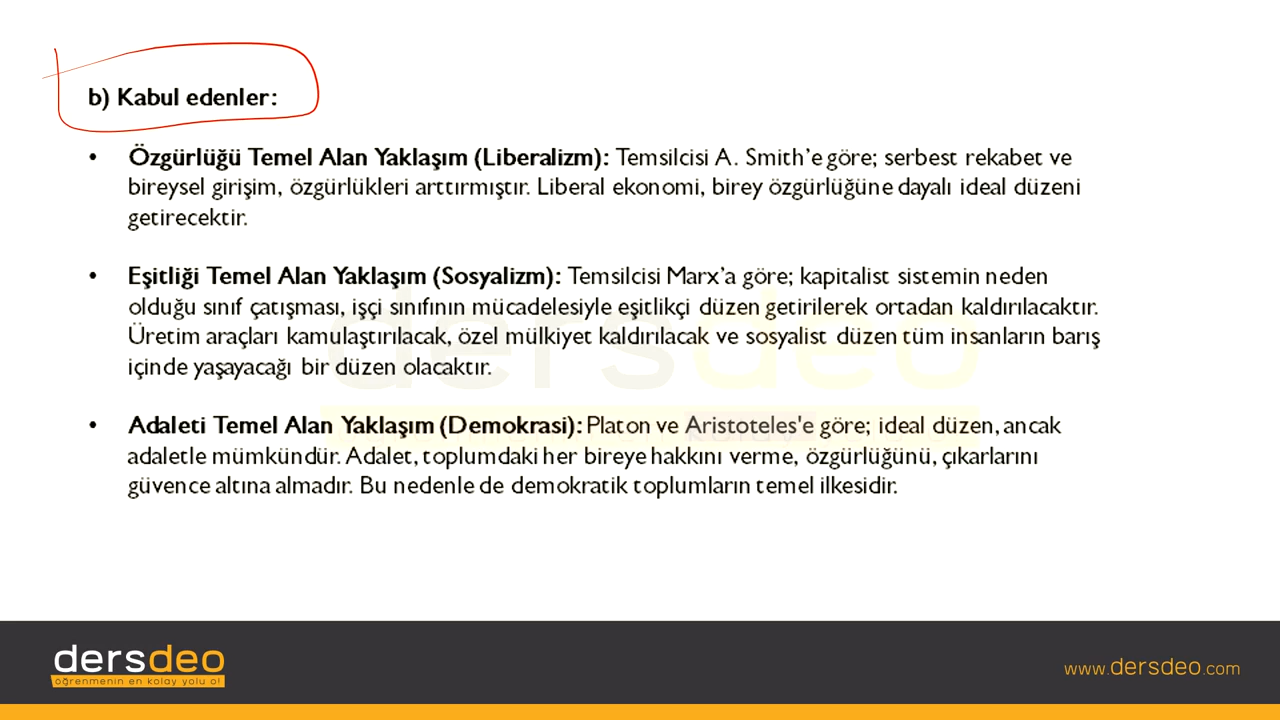 b) Kabul edenler:
• Özgürlüğü Temel Alan Yaklaşım (Liberalizm): Temsilcisi A. Smith’e göre; serbest rekabet ve
bireysel girişim, özgürlükleri arttırmıştır. Liberal ekonomi, birey özgürlüğüne dayalı ideal düzeni
getirecektir.
• Eşitliği Temel Alan Yaklaşım (Sosyalizm): Temsilcisi Marx’a göre; kapitalist sistemin neden
olduğu sınıf çatışması, işçi sınıfının mücadelesiyle eşitlikçi düzen getirilerek ortadan kaldırılacaktır.
Üretim araçları kamulaştırılacak, özel mülkiyet kaldırılacak ve sosyalist düzen tüm insanların barış
içinde yaşayacağı bir düzen olacaktır.
• Adaleti Temel Alan Yaklaşım (Demokrasi): Platon ve Aristoteles'e göre; ideal düzen, ancak
adaletle mümkündür. Adalet, toplumdaki her bireye hakkını verme, özgürlüğünü, çıkarlarını
güvence altına almadır. Bu nedenle de demokratik toplumların temel ilkesidir.
dersdeo
dersdeo
öğrenmenin en kolay yolu o!
www.dersdeo.com